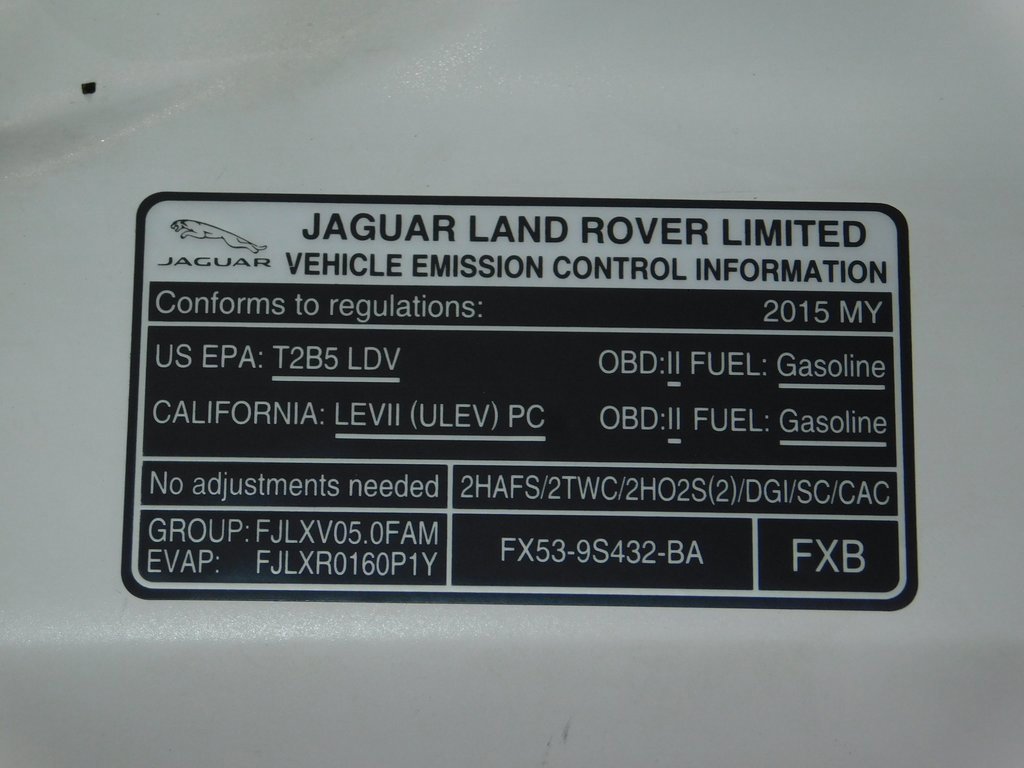 JAGUAR LAND ROVER LIMITED
JAGUAR
VEHICLE EMISSION CONTROL INFORMATION
Conforms to regulations: 2015 MY
US EPA: T2B5 LDV OBD:II FUEL: Gasoline
CALIFORNIA: LEVII (ULEV) PC OBD:II FUEL: Gasoline
No adjustments needed 2HAFS/2TWC/2HO2S(2)/DGI/SC/CAC
GROUP: FJLXV05.0FAM
EVAP: FJLXR0160P1Y
FX53-9S432-BA
FXB